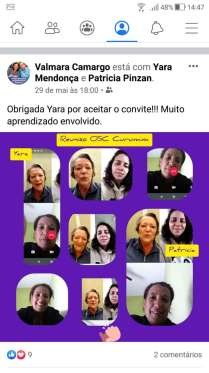 48% 14:47
Valmara Camargo está com Yara
Mendonça e Patricia Pinzan.
29 de mai às 18:00
Obrigada Yara por aceitar o convite!!! Muito
aprendizado envolvido.
Reunião OSC Curumim
Yara
Patricia
9
2 comentários